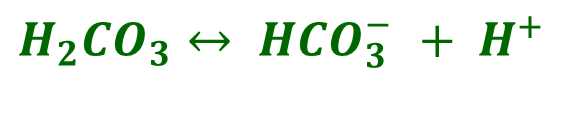 H₂CO₃ ↔ HCO₃⁻ + H⁺